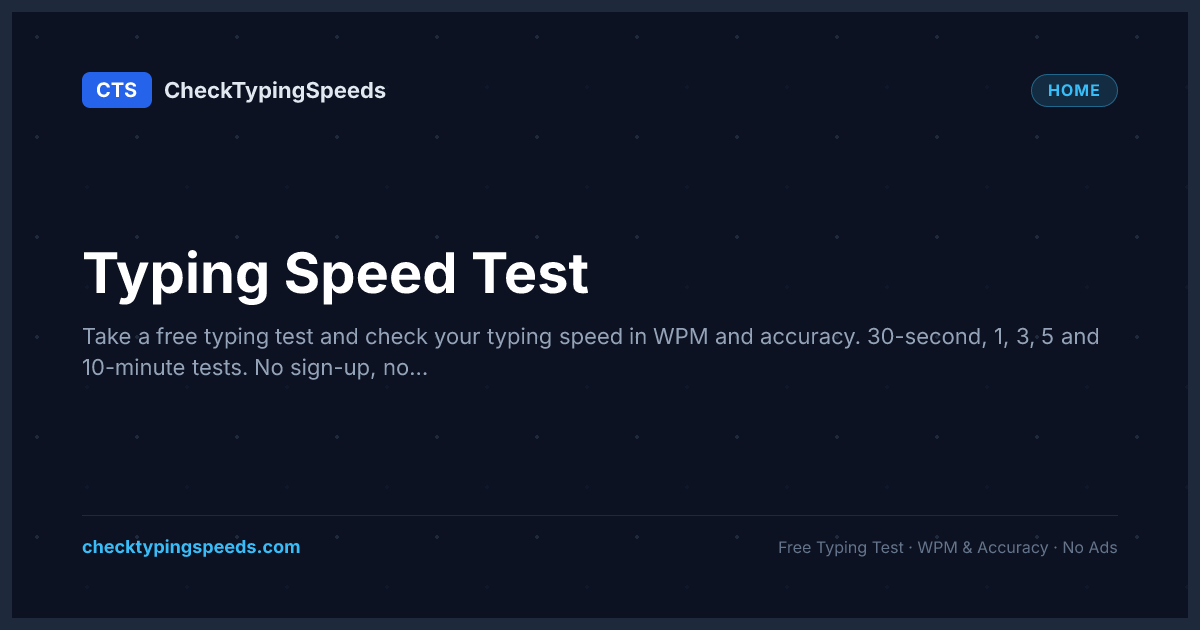 CTS CheckTypingSpeeds HOME
Typing Speed Test
Take a free typing test and check your typing speed in WPM and accuracy. 30-second, 1, 3, 5 and
10-minute tests. No sign-up, no...
checktypingspeeds.com Free Typing Test · WPM & Accuracy · No Ads